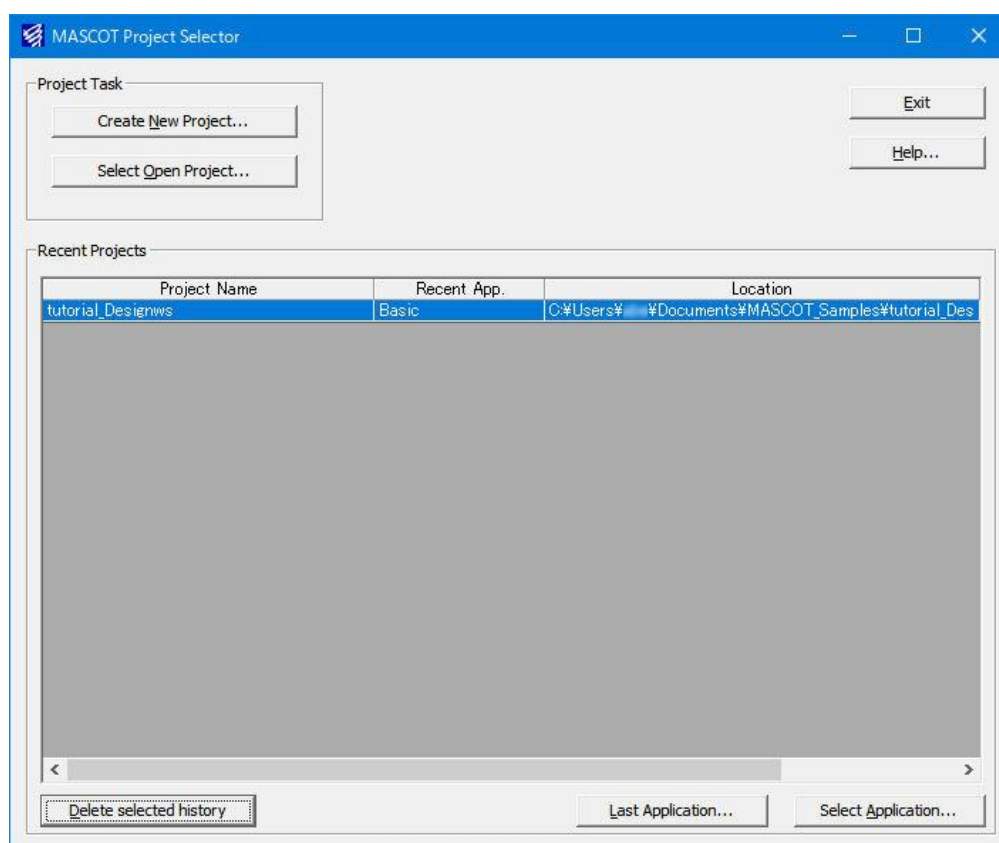 MASCOT Project Selector
Project Task
Create New Project...
Select Open Project...
Exit
Help...
Recent Projects
Project Name Recent App. Location
tutorial_Designws Basic C:¥Users¥ ¥Documents¥MASCOT_Samples¥tutorial_Des
Delete selected history Last Application... Select Application...